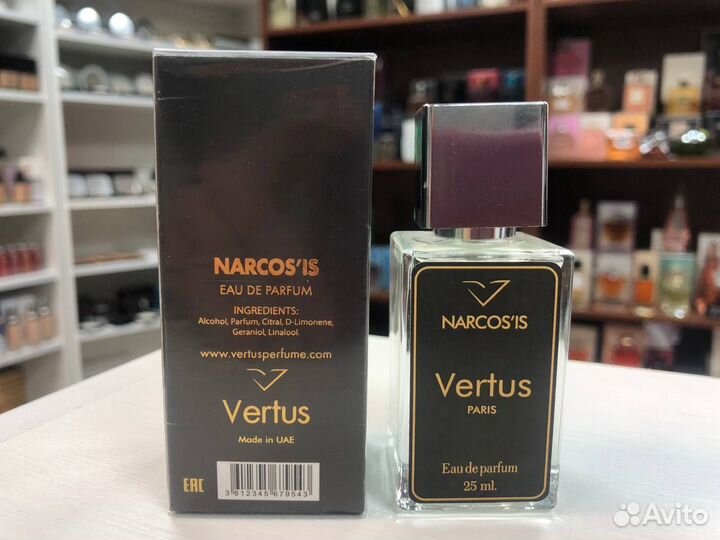 NARCOS'IS
EAU DE PARFUM
INGREDIENTS:
Alcohol, Parfum, Citral, D-Limonene,
Geraniol, Linalool.
www.vertusperfume.com
Vertus
Made in UAE
EAC
3 612345 679543
NARCOS'IS
Vertus
PARIS
Eau de parfum
25 ml.
Avito